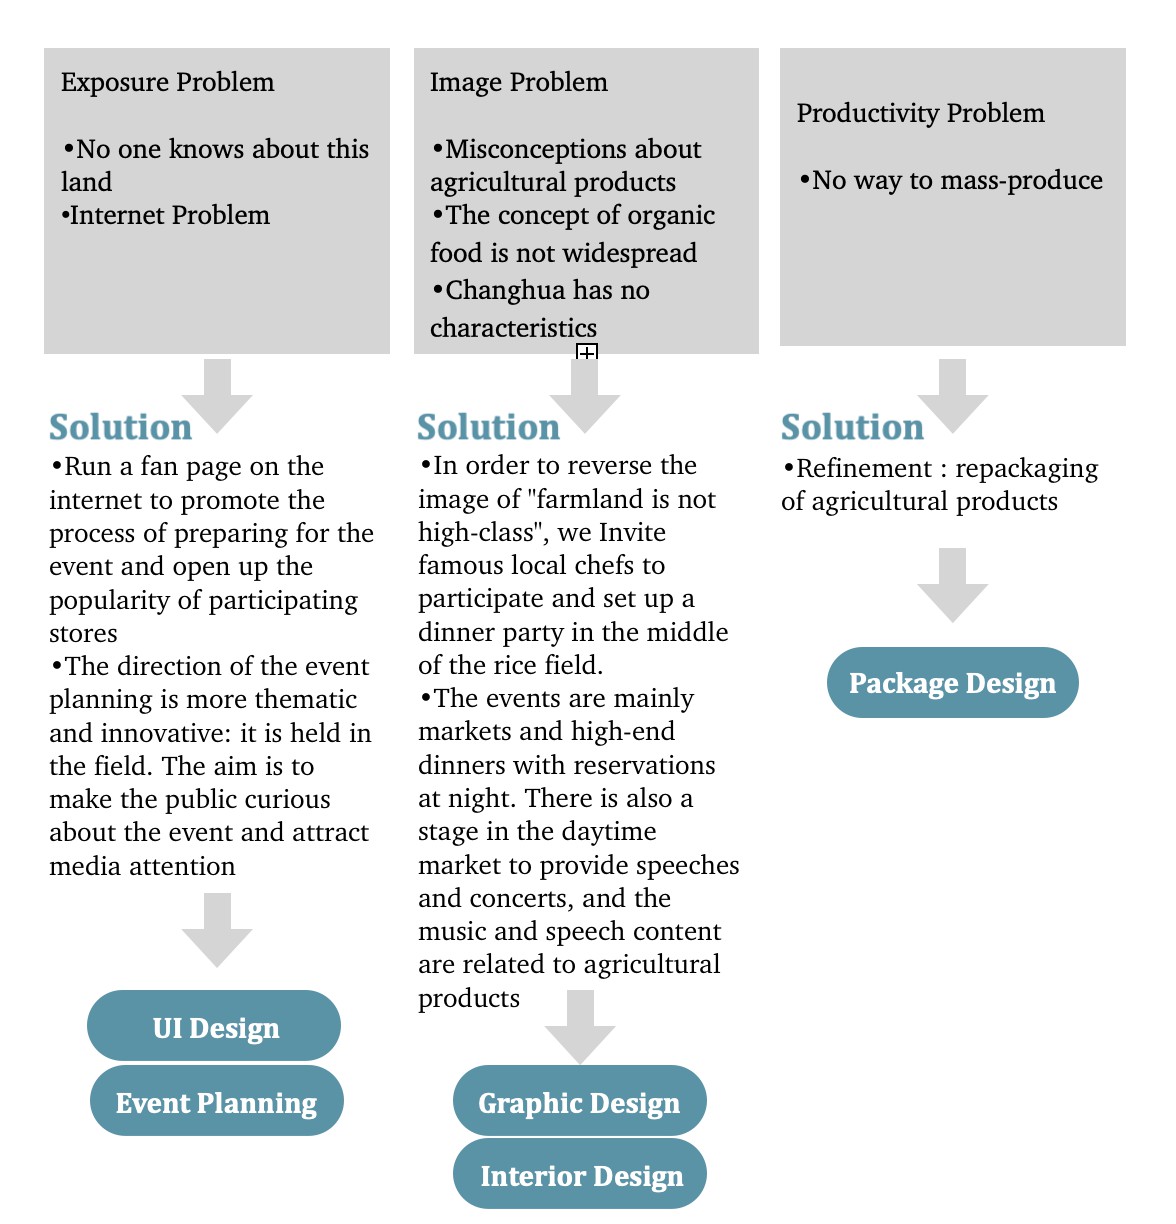 Exposure Problem
•No one knows about this
land
•Internet Problem
Image Problem
•Misconceptions about
agricultural products
•The concept of organic
food is not widespread
•Changhua has no
characteristics
Productivity Problem
•No way to mass-produce
Solution
•Run a fan page on the
internet to promote the
process of preparing for the
event and open up the
popularity of participating
stores
•The direction of the event
planning is more thematic
and innovative: it is held in
the field. The aim is to
make the public curious
about the event and attract
media attention
UI Design
Event Planning
Solution
•In order to reverse the
image of "farmland is not
high-class", we Invite
famous local chefs to
participate and set up a
dinner party in the middle
of the rice field.
•The events are mainly
markets and high-end
dinners with reservations
at night. There is also a
stage in the daytime
market to provide speeches
and concerts, and the
music and speech content
are related to agricultural
products
Graphic Design
Interior Design
Solution
•Refinement : repackaging
of agricultural products
Package Design